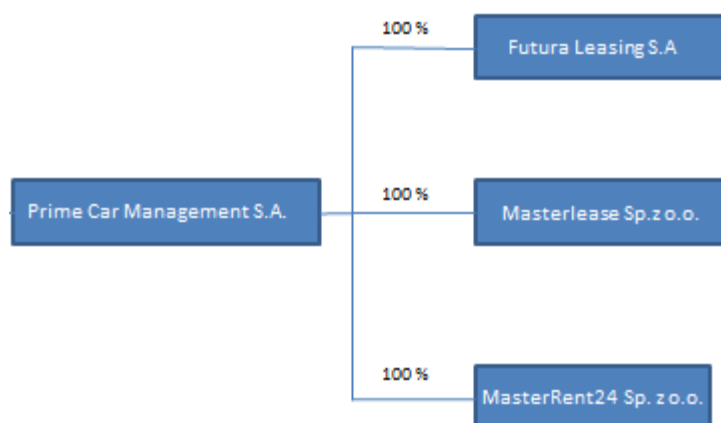 100 %
Futura Leasing S.A
Prime Car Management S.A.
100 %
Masterlease Sp.z o.o.
100 %
MasterRent24 Sp. z o.o.